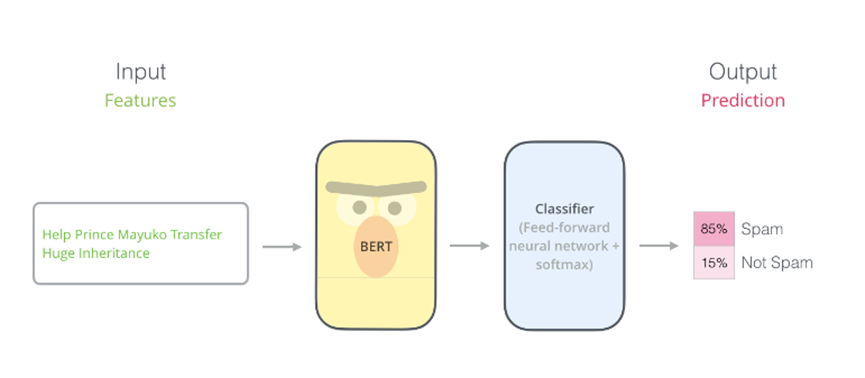 Input
Features
Output
Prediction
Help Prince Mayuko Transfer
Huge Inheritance
BERT
Classifier
(Feed-forward
neural network +
softmax)
85% Spam
15% Not Spam